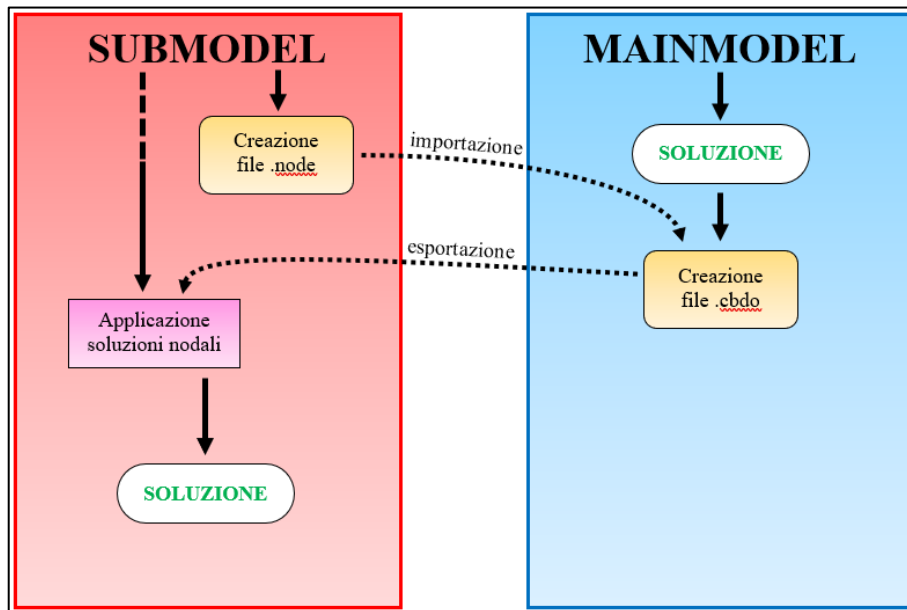 SUBMODEL
Creazione
file .node
Applicazione
soluzioni nodali
SOLUZIONE
importazione
esportazione
MAINMODEL
SOLUZIONE
Creazione
file .cbdo